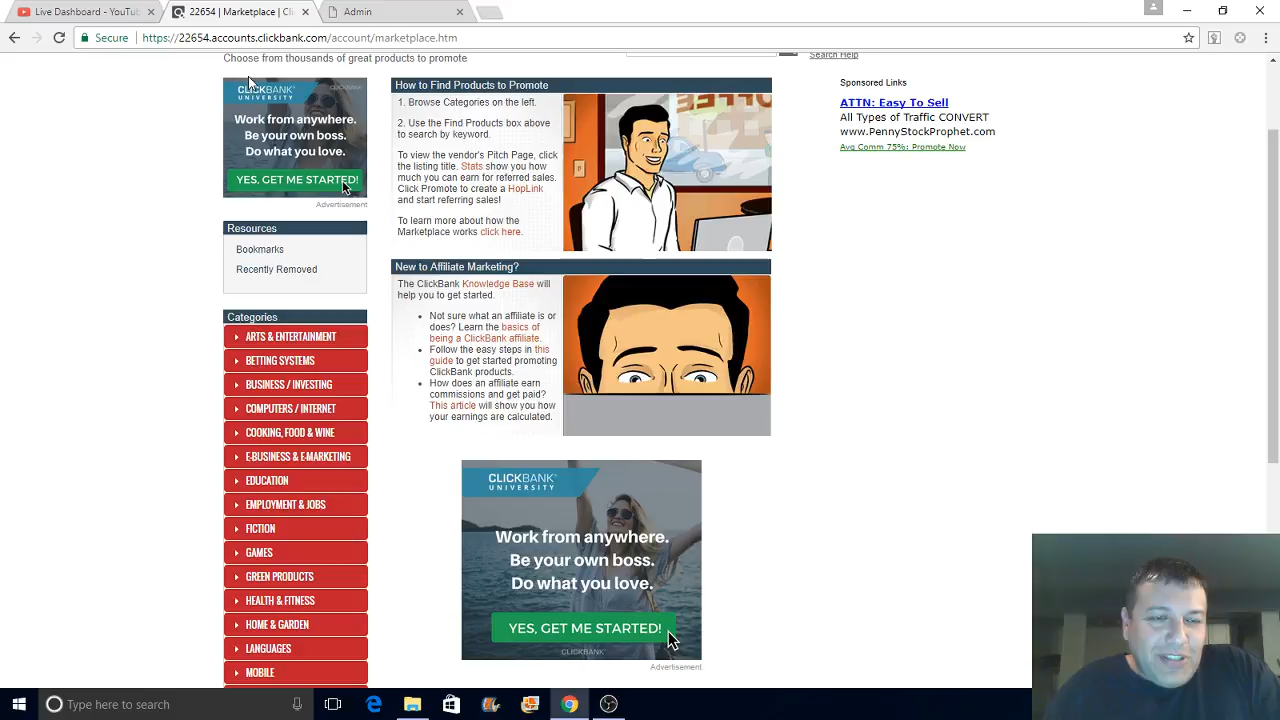 Live Dashboard - YouTub
22654 | Marketplace | Cli
Admin
Secure
https://22654.accounts.clickbank.com/account/marketplace.htm
Choose from thousands of great products to promote
Search Help
CLICKBANK
UNIVERSITY
CLICKBANK
Work from anywhere.
Be your own boss.
Do what you love.
YES, GET ME STARTED!
Advertisement
Resources
Bookmarks
Recently Removed
Categories
ARTS & ENTERTAINMENT
BETTING SYSTEMS
BUSINESS / INVESTING
COMPUTERS / INTERNET
COOKING, FOOD & WINE
E-BUSINESS & E-MARKETING
EDUCATION
EMPLOYMENT & JOBS
FICTION
GAMES
GREEN PRODUCTS
HEALTH & FITNESS
HOME & GARDEN
LANGUAGES
MOBILE
How to Find Products to Promote
1. Browse Categories on the left.
2. Use the Find Products box above
to search by keyword.
To view the vendor's Pitch Page, click
the listing title. Stats show you how
much you can earn for referred sales.
Click Promote to create a HopLink
and start referring sales!
To learn more about how the
Marketplace works click here.
New to Affiliate Marketing?
The ClickBank Knowledge Base will
help you to get started.
• Not sure what an affiliate is or
does? Learn the basics of
being a ClickBank affiliate.
• Follow the easy steps in this
guide to get started promoting
ClickBank products.
• How does an affiliate earn
commissions and get paid?
This article will show you how
your earnings are calculated.
CLICKBANK
UNIVERSITY
Work from anywhere.
Be your own boss.
Do what you love.
YES, GET ME STARTED!
CLICKBANK
Advertisement
Sponsored Links
ATTN: Easy To Sell
All Types of Traffic CONVERT
www.PennyStockProphet.com
Avg Comm 75%: Promote Now
Type here to search